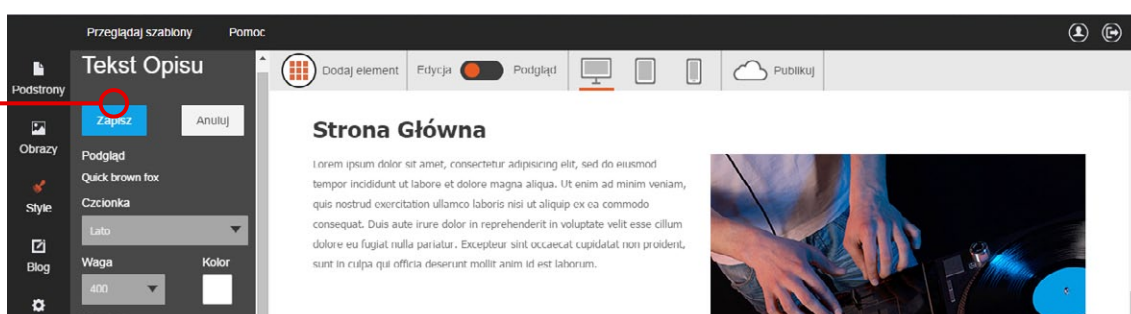 Przeglądaj szablony Pomoc
Tekst Opisu
Dodaj element Edycja Podgląd Publikuj
Podstrony
Zapisz Anuluj
Obrazy
Podgląd
Quick brown fox
Style
Czcionka
Lato
Blog
Waga Kolor
400
Strona Główna
Lorem ipsum dolor sit amet, consectetur adipisicing elit, sed do eiusmod
tempor incididunt ut labore et dolore magna aliqua. Ut enim ad minim veniam,
quis nostrud exercitation ullamco laboris nisi ut aliquip ex ea commodo
consequat. Duis aute irure dolor in reprehenderit in voluptate velit esse cillum
dolore eu fugiat nulla pariatur. Excepteur sint occaecat cupidatat non proident,
sunt in culpa qui officia deserunt mollit anim id est laborum.